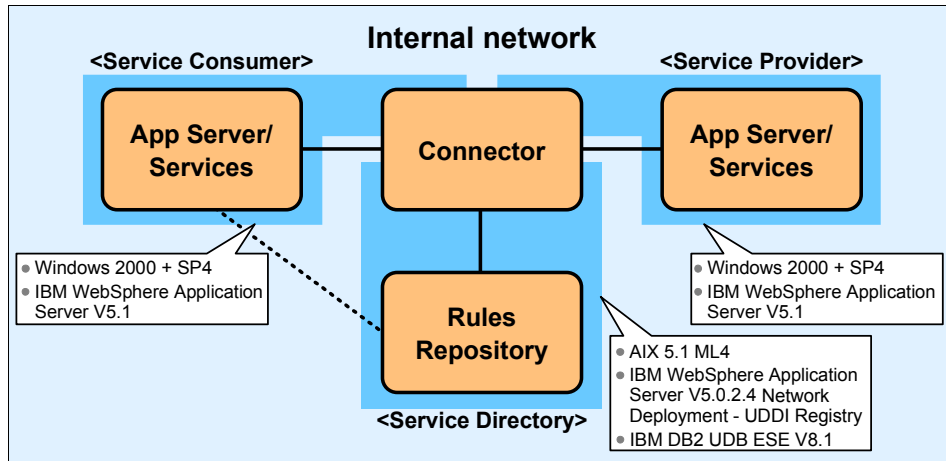 Internal network
<Service Consumer>
<Service Provider>
App Server/
Services
Connector
App Server/
Services
• Windows 2000 + SP4
• IBM WebSphere Application
Server V5.1
• Windows 2000 + SP4
• IBM WebSphere Application
Server V5.1
Rules
Repository
• AIX 5.1 ML4
• IBM WebSphere Application
Server V5.0.2.4 Network
Deployment - UDDI Registry
• IBM DB2 UDB ESE V8.1
<Service Directory>